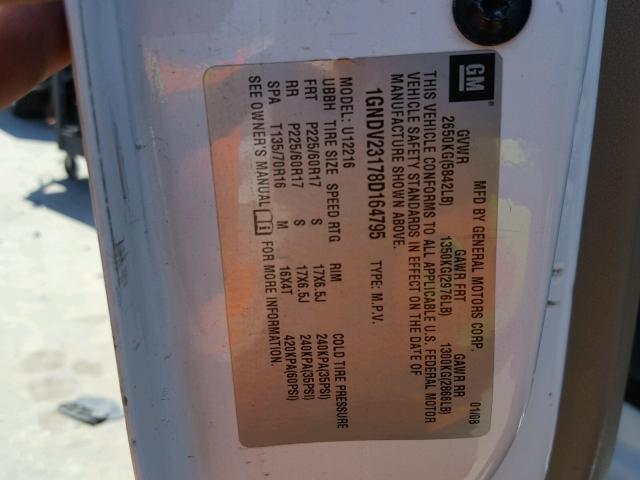 GM ®
MFD BY GENERAL MOTORS CORP. 01/08
GVWR GAWR FRT GAWR RR
2650KG(5842LB) 1350KG(2976LB) 1300KG(2866LB)
THIS VEHICLE CONFORMS TO ALL APPLICABLE U.S. FEDERAL MOTOR
VEHICLE SAFETY STANDARDS IN EFFECT ON THE DATE OF
MANUFACTURE SHOWN ABOVE.
1GNDV23178D164795 TYPE: M.P.V.
MODEL: U12216
UBBH TIRE SIZE SPEED RTG RIM COLD TIRE PRESSURE
FRT P225/60R17 S 17X6.5J 240KPA(35PSI)
RR P225/60R17 S 17X6.5J 240KPA(35PSI)
SPA T135/70R16 M 16X4T 420KPA(60PSI)
SEE OWNER'S MANUAL FOR MORE INFORMATION.